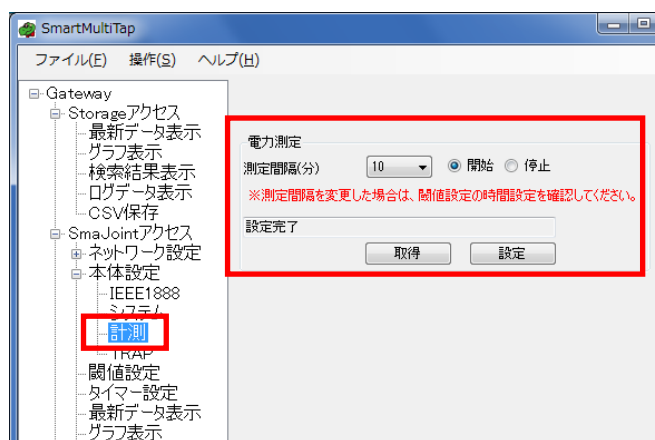 SmartMultiTap
ファイル(F) 操作(S) ヘルプ(H)
Gateway
Storageアクセス
最新データ表示
グラフ表示
検索結果表示
ログデータ表示
CSV保存
SmaJointアクセス
ネットワーク設定
本体設定
IEEE1888
システム
計測
TRAP
閾値設定
タイマー設定
最新データ表示
グラフ表示
電力測定
測定間隔(分) 10 開始 停止
※測定間隔を変更した場合は、閾値設定の時間設定を確認してください。
設定完了
取得 設定